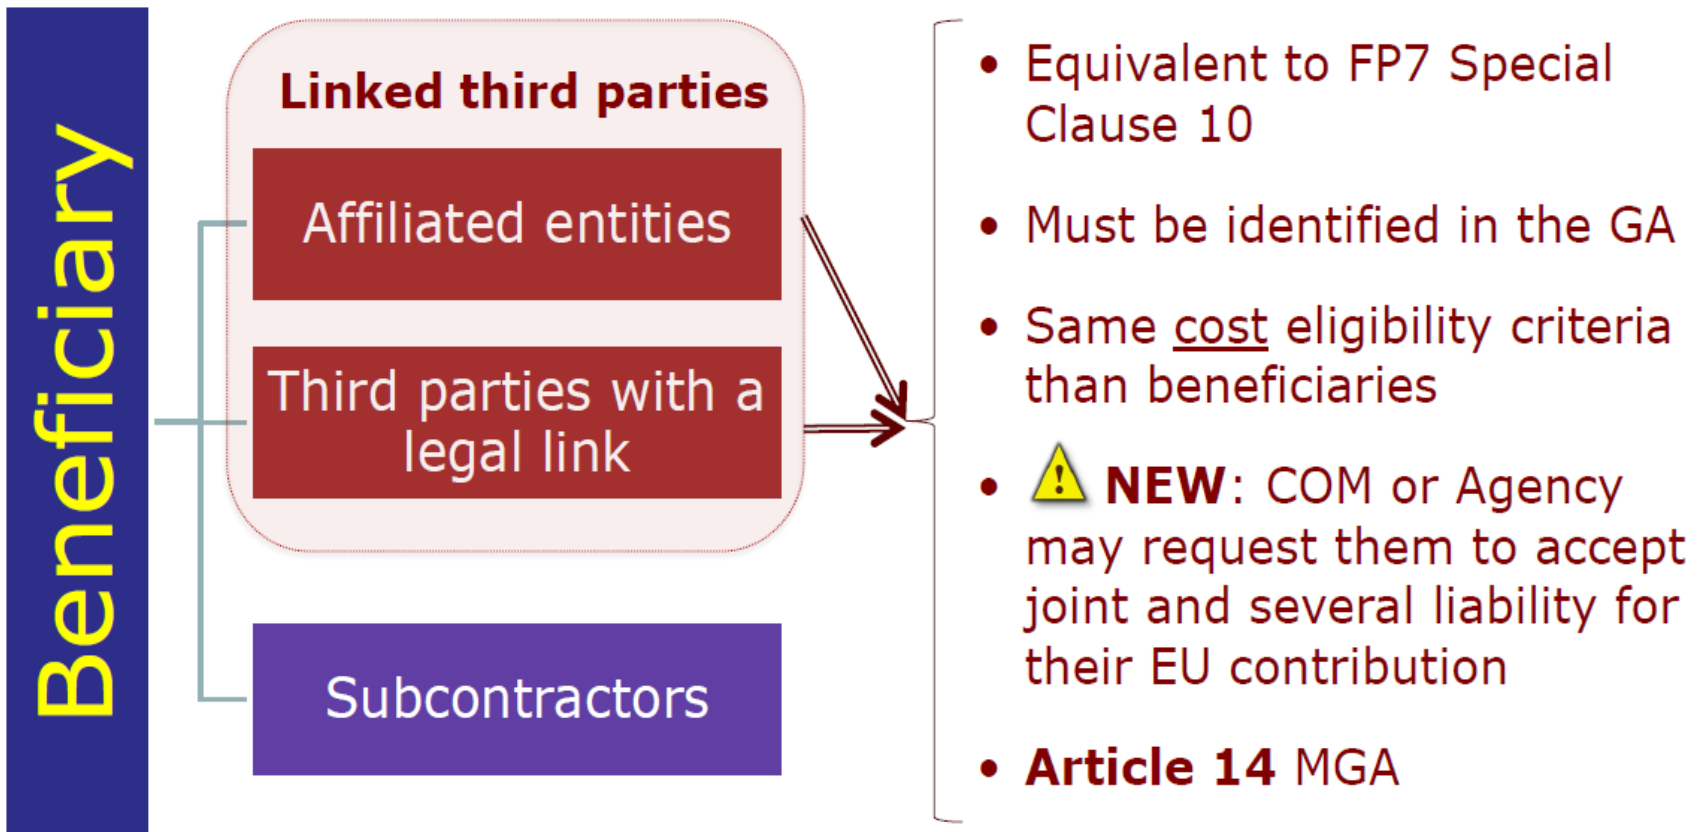 Beneficiary
Linked third parties
Affiliated entities
Third parties with a
legal link
Subcontractors
• Equivalent to FP7 Special
Clause 10
• Must be identified in the GA
• Same cost eligibility criteria
than beneficiaries
• ! NEW: COM or Agency
may request them to accept
joint and several liability for
their EU contribution
• Article 14 MGA